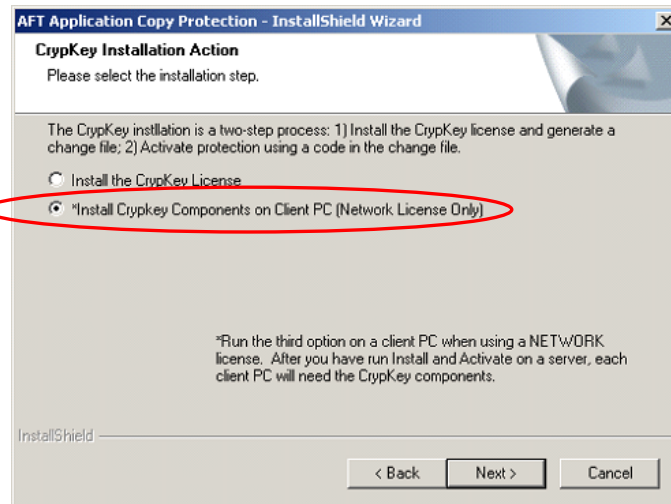 AFT Application Copy Protection - InstallShield Wizard
CrypKey Installation Action
Please select the installation step.
The CrypKey instllation is a two-step process: 1) Install the CrypKey license and generate a
change file; 2) Activate protection using a code in the change file.
Install the CrypKey License
*Install Crypkey Components on Client PC (Network License Only)
*Run the third option on a client PC when using a NETWORK
license. After you have run Install and Activate on a server, each
client PC will need the CrypKey components.
InstallShield
< Back Next > Cancel